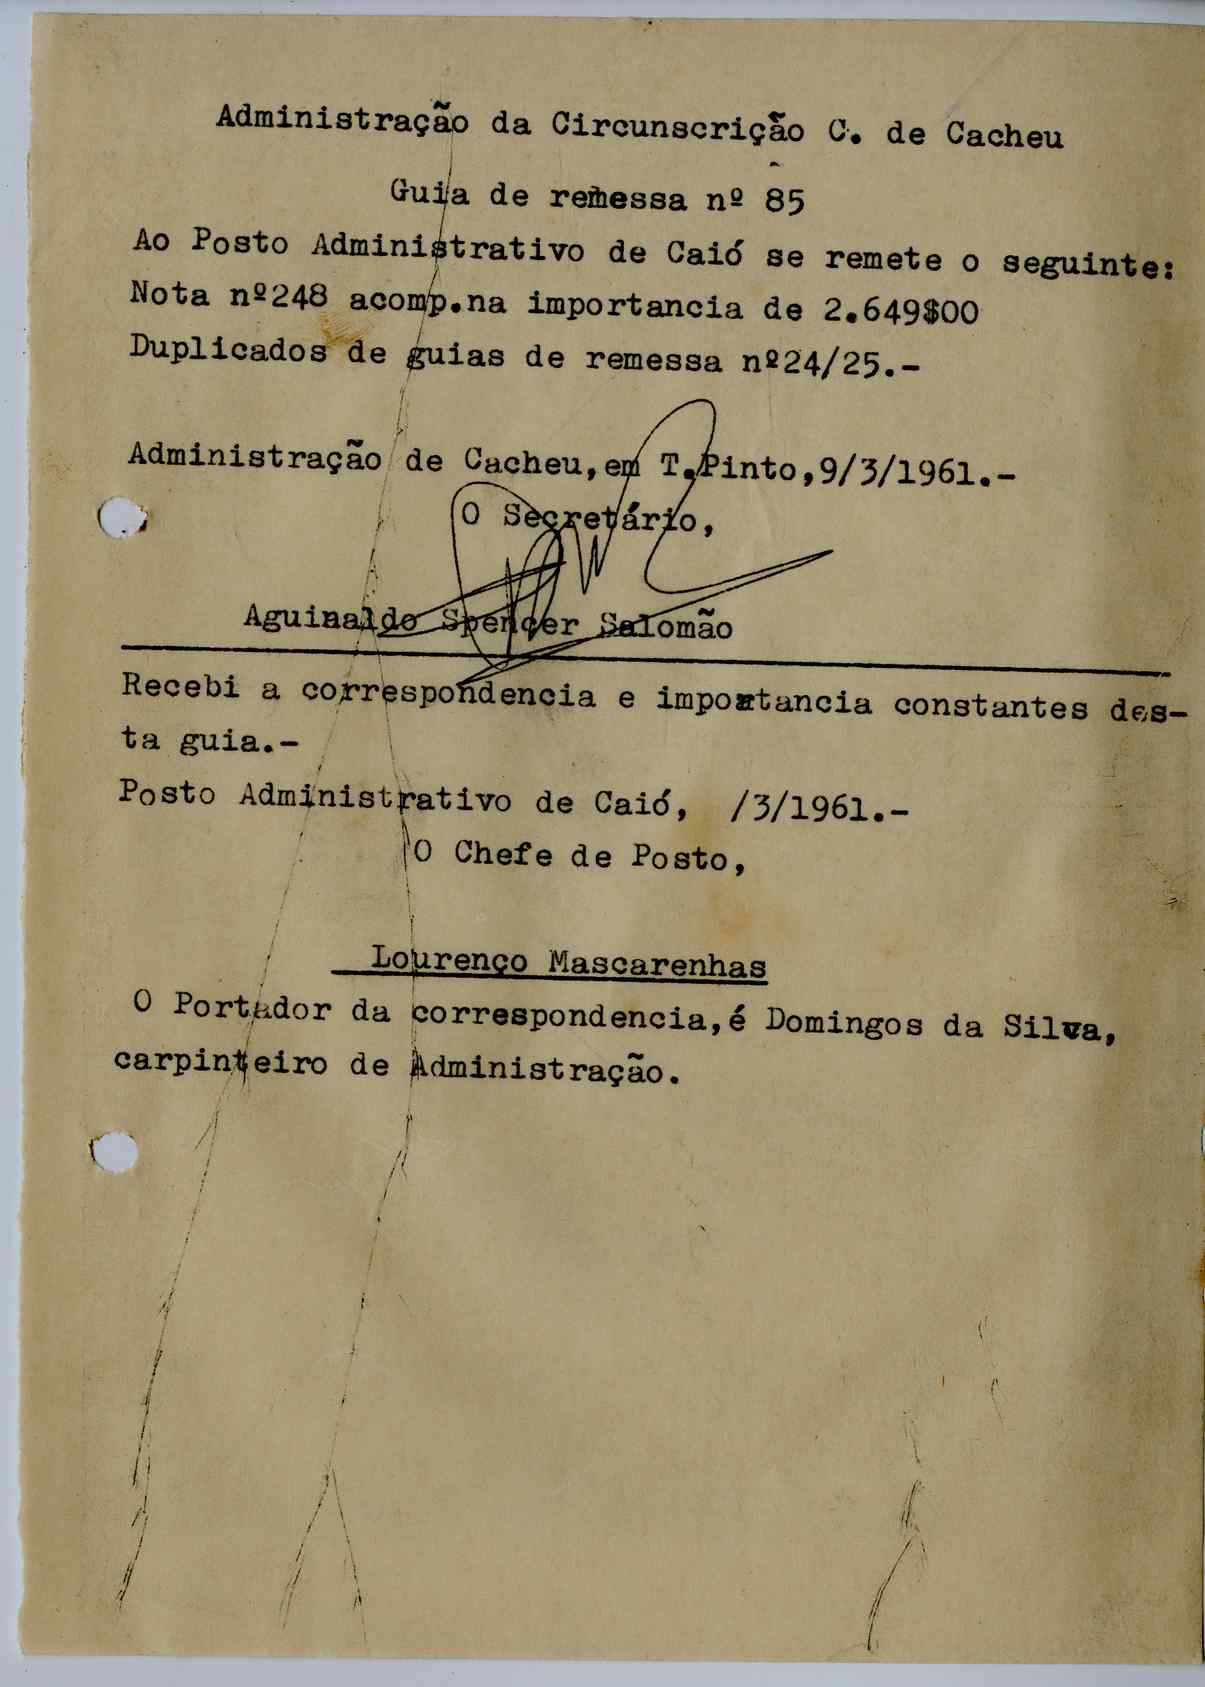 Administração da Circunscrição C. de Cacheu
Guia de remessa nº 85
Ao Posto Administrativo de Caió se remete o seguinte:
Nota nº248 acomp.na importancia de 2.649$00
Duplicados de guias de remessa nº24/25.-
Administração de Cacheu,em T.Pinto,9/3/1961.-
O Secretário,
Aguinaldo Spencer Salomão
Recebi a correspondencia e importancia constantes des-
ta guia.-
Posto Administrativo de Caió, /3/1961.-
O Chefe de Posto,
Lourenço Mascarenhas
O Portador da correspondencia,é Domingos da Silva,
carpinteiro de Administração.